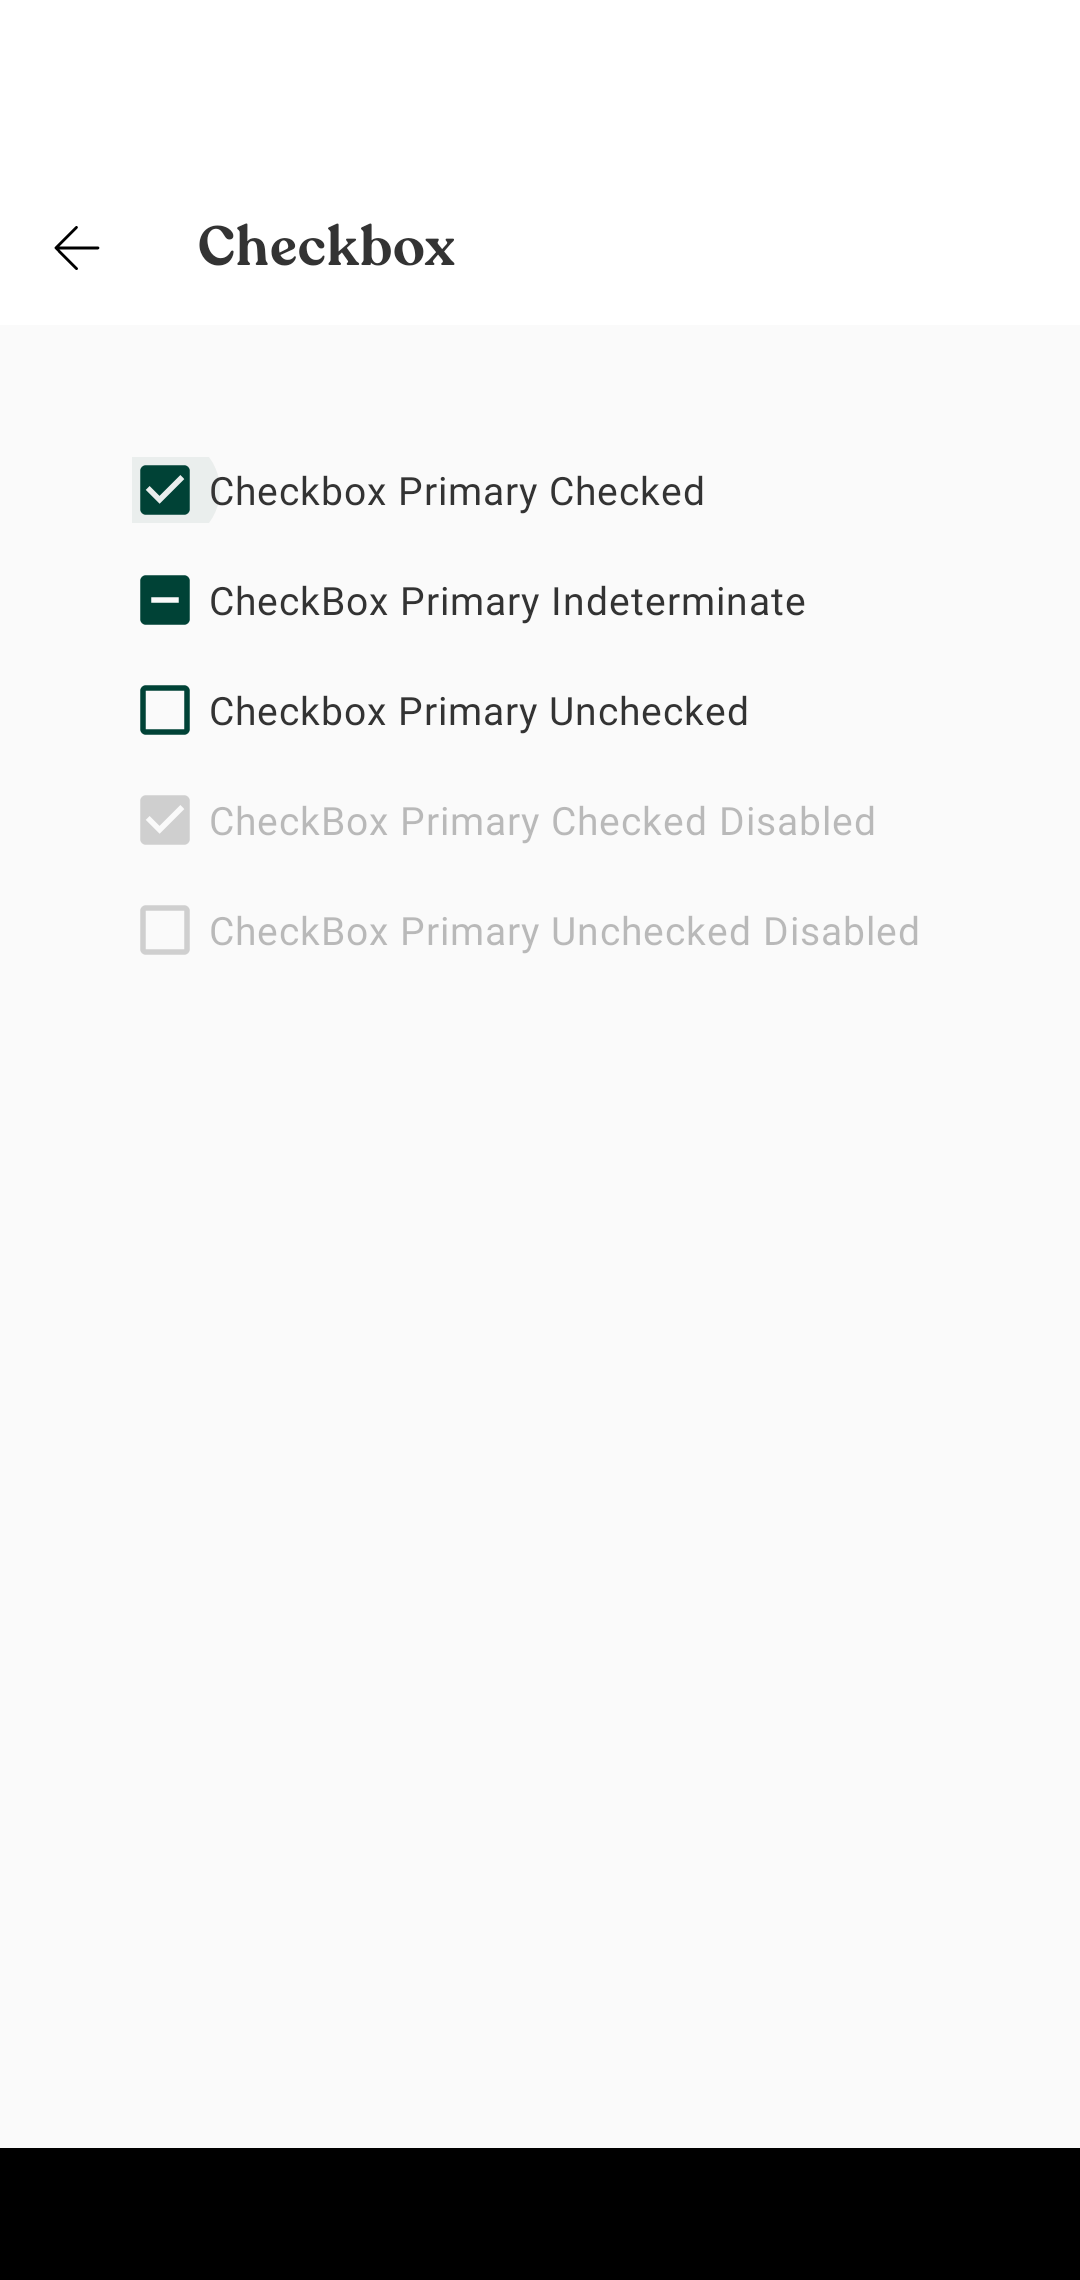 Checkbox
Checkbox Primary Checked
CheckBox Primary Indeterminate
Checkbox Primary Unchecked
CheckBox Primary Checked Disabled
CheckBox Primary Unchecked Disabled